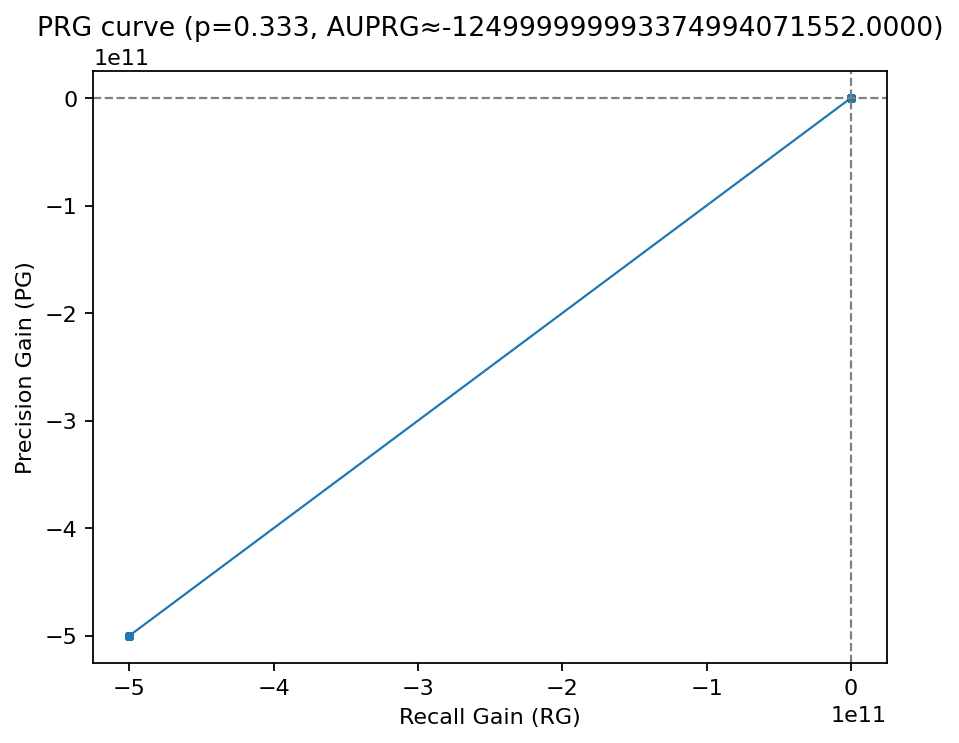 PRG curve (p=0.333, AUPRG≈-124999999993374994071552.0000)
1e11
0
−1
−2
−3
−4
−5
Precision Gain (PG)
−5 −4 −3 −2 −1 0
1e11
Recall Gain (RG)